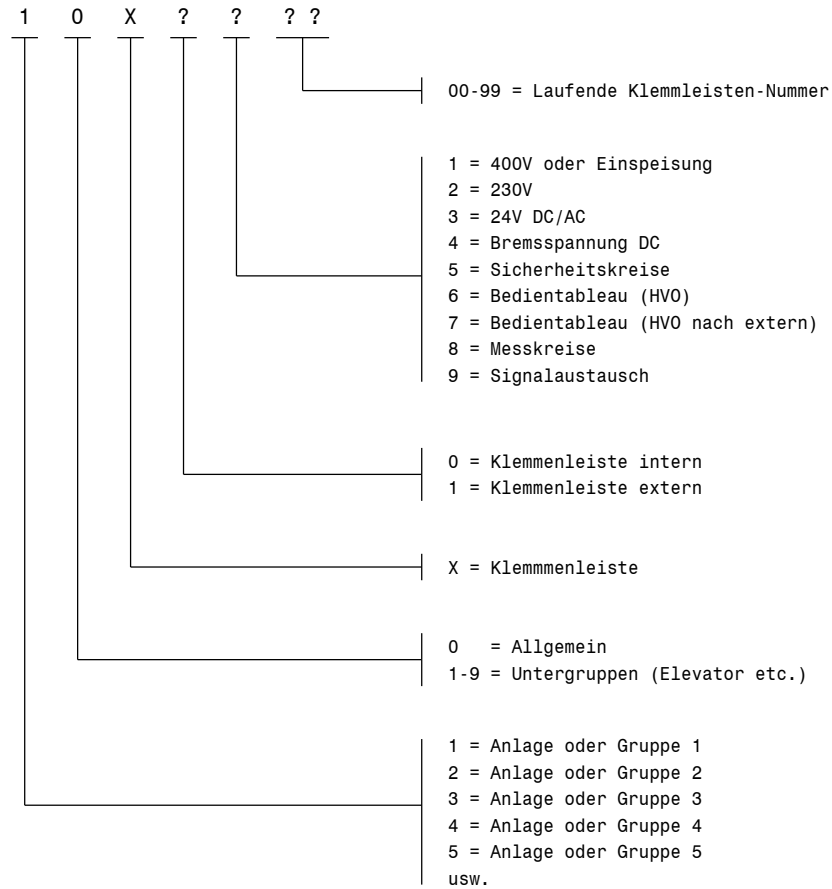 1 0 X ? ? ? ?
00-99 = Laufende Klemmleisten-Nummer
1 = 400V oder Einspeisung
2 = 230V
3 = 24V DC/AC
4 = Bremsspannung DC
5 = Sicherheitskreise
6 = Bedientableau (HVO)
7 = Bedientableau (HVO nach extern)
8 = Messkreise
9 = Signalaustausch
0 = Klemmenleiste intern
1 = Klemmenleiste extern
X = Klemmmenleiste
0 = Allgemein
1-9 = Untergruppen (Elevator etc.)
1 = Anlage oder Gruppe 1
2 = Anlage oder Gruppe 2
3 = Anlage oder Gruppe 3
4 = Anlage oder Gruppe 4
5 = Anlage oder Gruppe 5
usw.